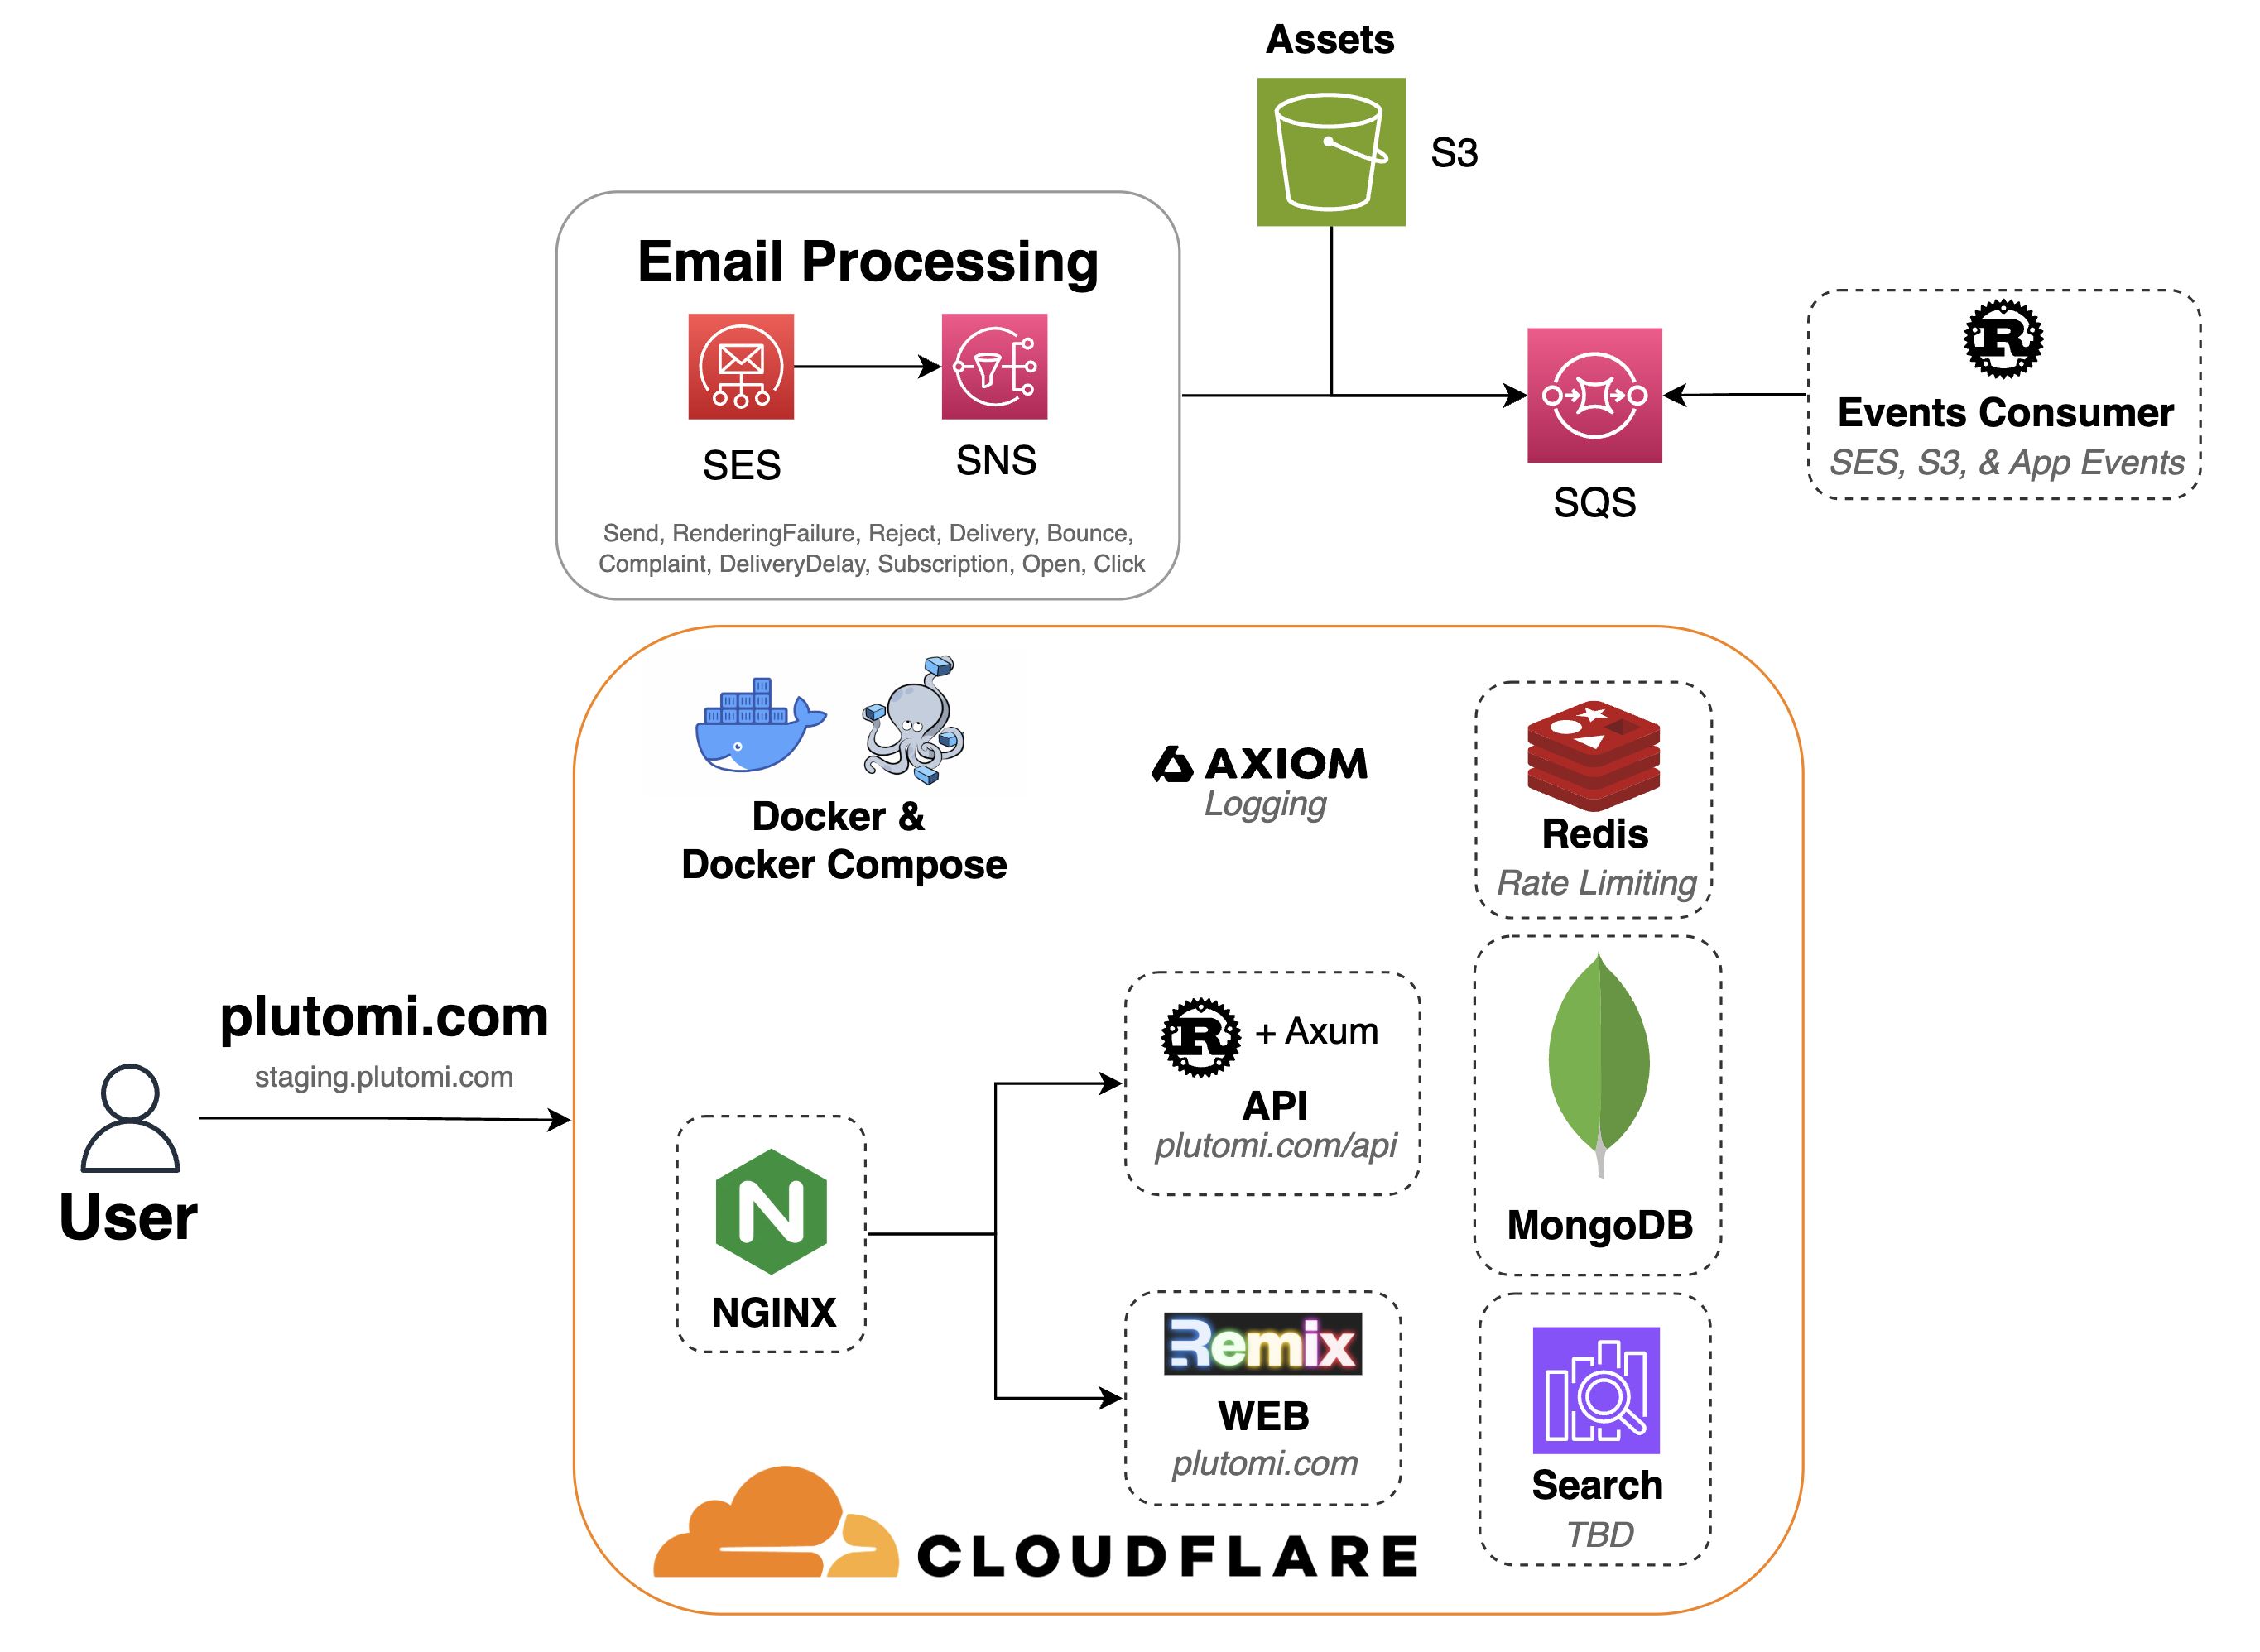 Assets
S3
Email Processing
SES
SNS
Send, RenderingFailure, Reject, Delivery, Bounce,
Complaint, DeliveryDelay, Subscription, Open, Click
SQS
R
Events Consumer
SES, S3, & App Events
Docker &
Docker Compose
AXIOM
Logging
Redis
Rate Limiting
plutomi.com
staging.plutomi.com
User
N
NGINX
R + Axum
API
plutomi.com/api
MongoDB
Remix
WEB
plutomi.com
Search
TBD
CLOUDFLARE